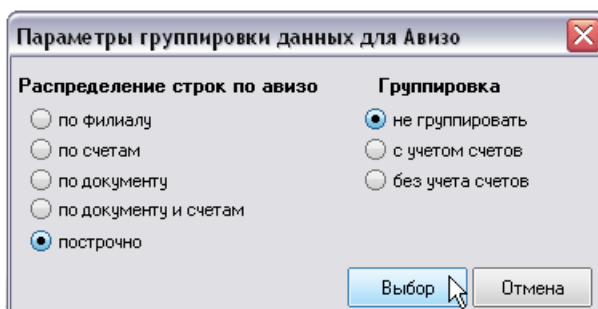 Параметры группировки данных для Авизо
Распределение строк по авизо
по филиалу
по счетам
по документу
по документу и счетам
построчно
Группировка
не группировать
с учетом счетов
без учета счетов
Выбор
Отмена